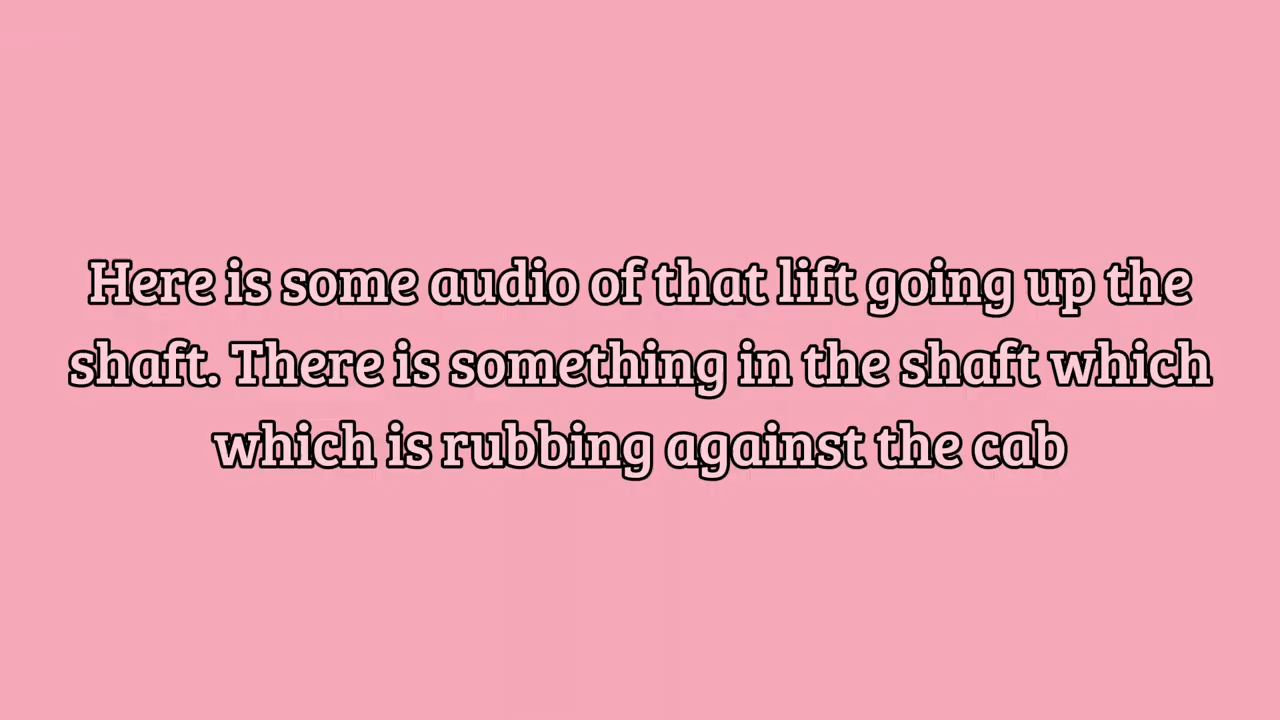 Here is some audio of that lift going up the
shaft. There is something in the shaft which
which is rubbing against the cab